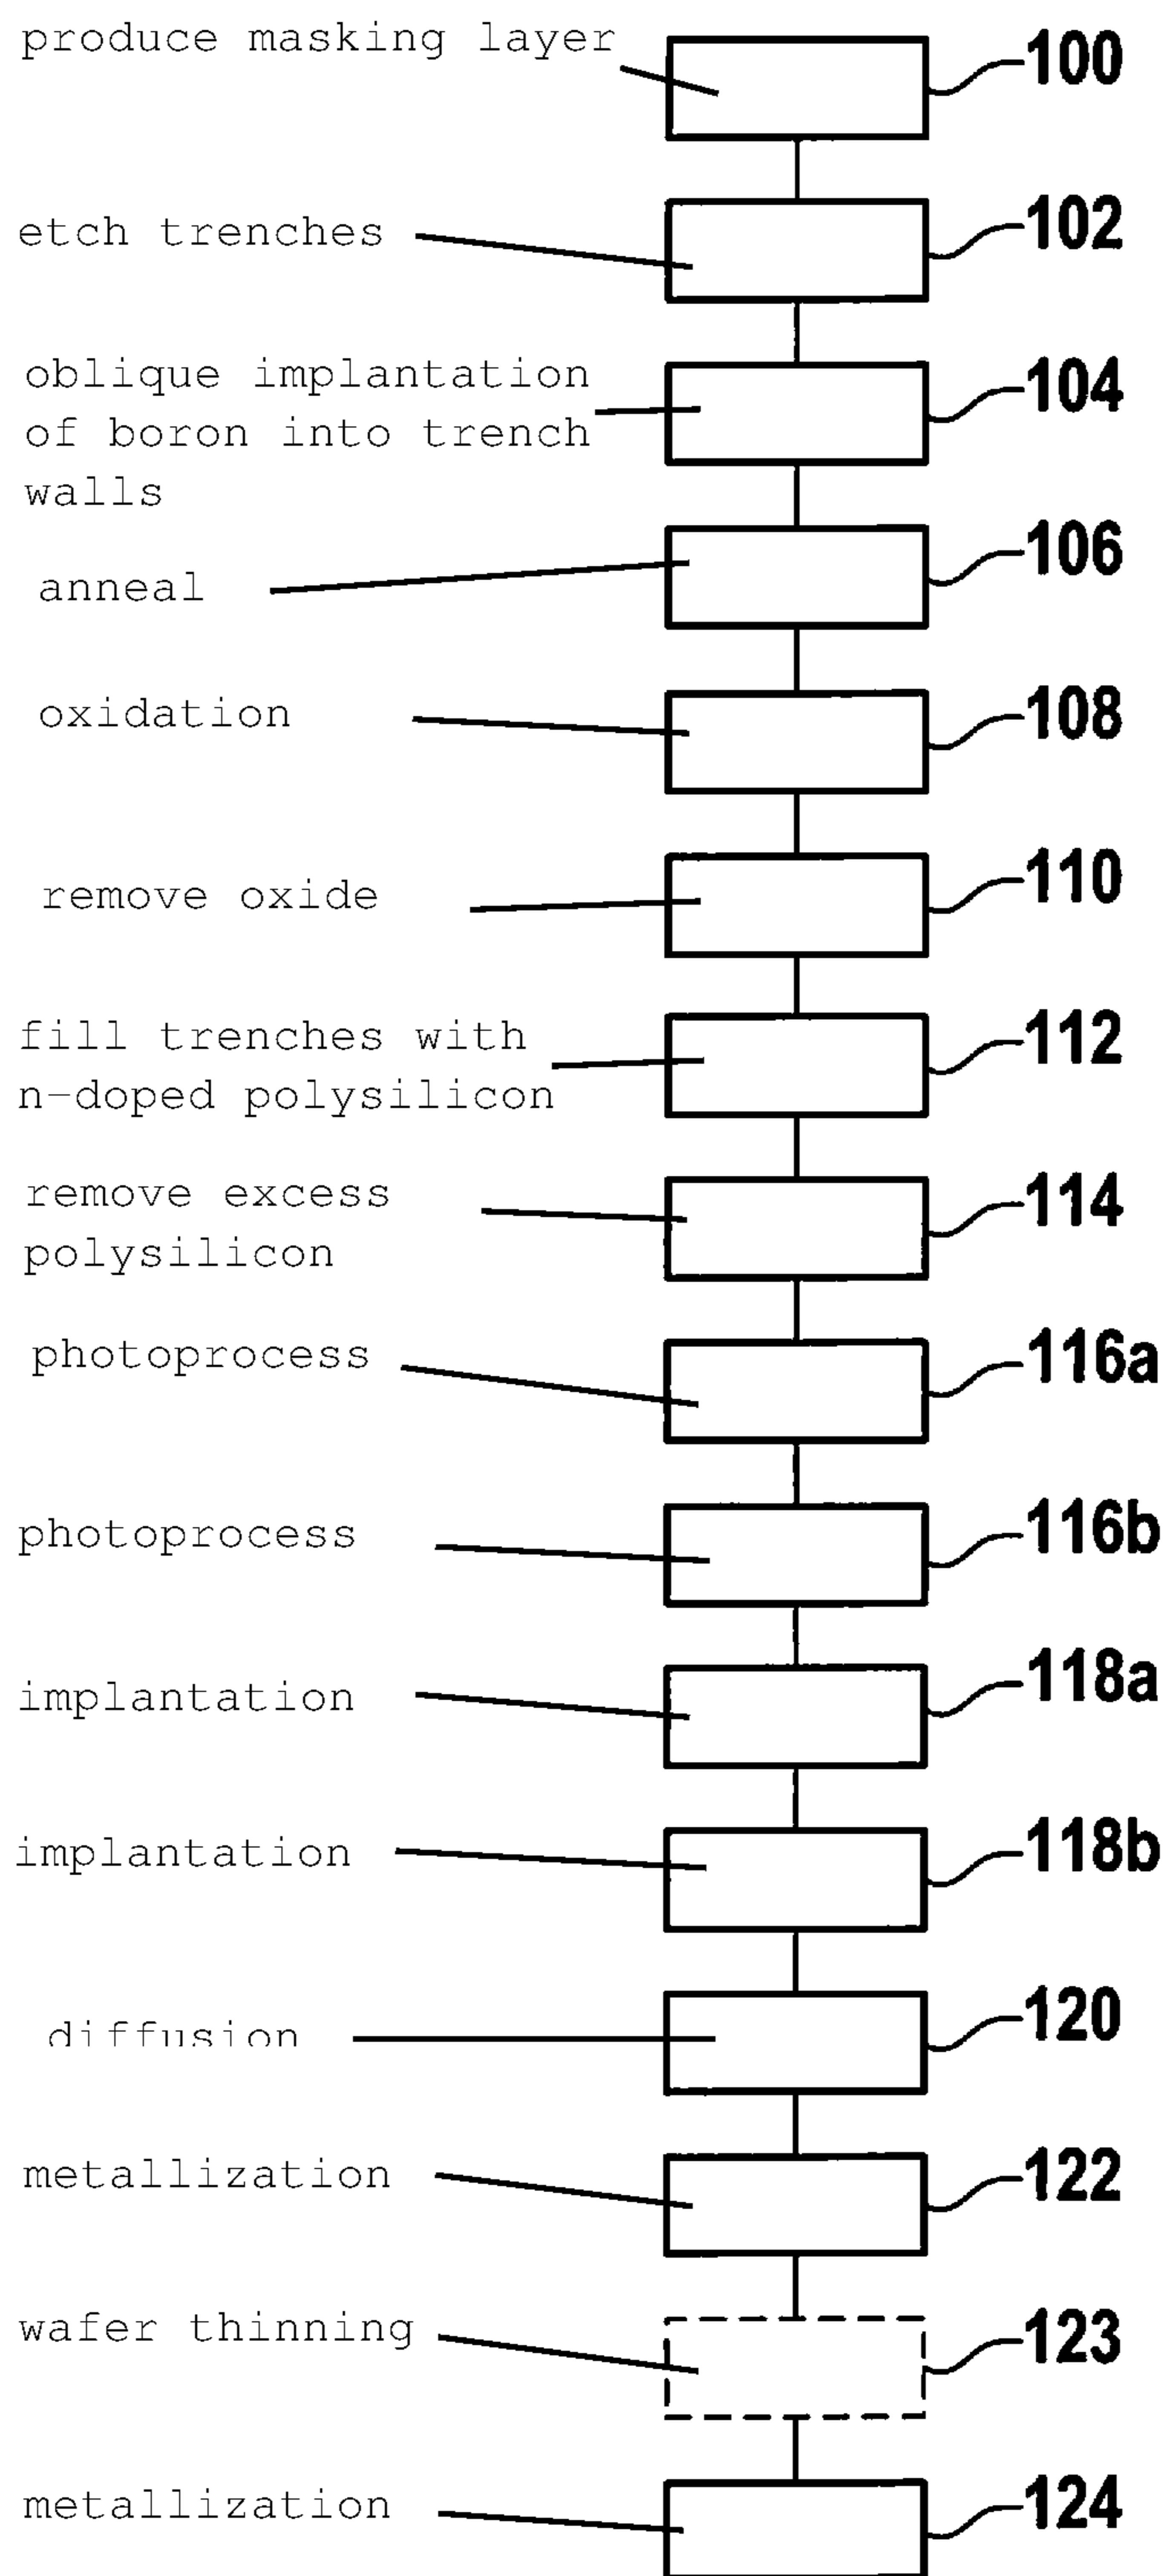 produce masking layer
100
etch trenches
102
oblique implantation
of boron into trench
walls
104
anneal
106
oxidation
108
remove oxide
110
fill trenches with
n-doped polysilicon
112
remove excess
polysilicon
114
photoprocess
116a
photoprocess
116b
implantation
118a
implantation
118b
diffusion
120
metallization
122
wafer thinning
123
metallization
124